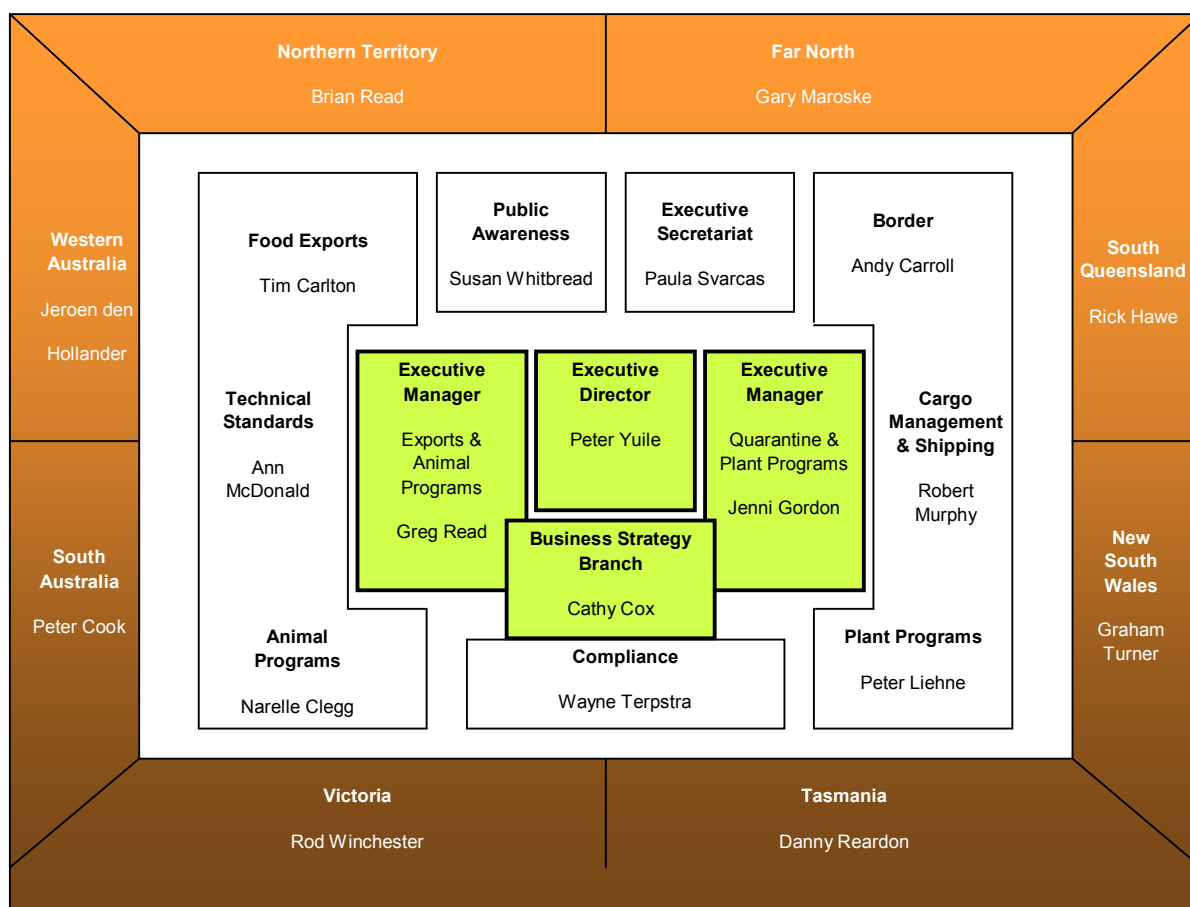 Northern Territory
Brian Read
Far North
Gary Maroske
Western
Australia
Jeroen den
Hollander
South
Australia
Peter Cook
Food Exports
Tim Carlton
Technical
Standards
Ann
McDonald
Animal
Programs
Narelle Clegg
Public
Awareness
Susan Whitbread
Executive
Secretariat
Paula Svarcas
Executive
Manager
Exports &
Animal
Programs
Greg Read
Executive
Director
Peter Yuile
Executive
Manager
Quarantine &
Plant Programs
Jenni Gordon
Business Strategy
Branch
Cathy Cox
Compliance
Wayne Terpstra
Border
Andy Carroll
Cargo
Management
& Shipping
Robert
Murphy
Plant Programs
Peter Liehne
South
Queensland
Rick Hawe
New
South
Wales
Graham
Turner
Victoria
Rod Winchester
Tasmania
Danny Reardon